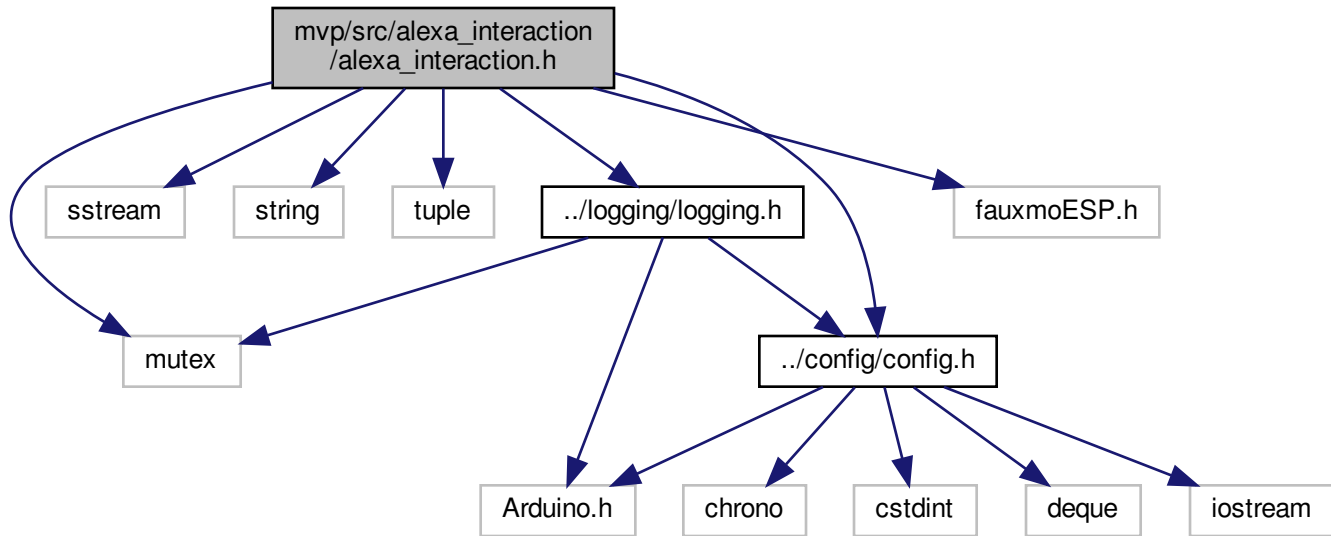 mvp/src/alexa_interaction
/alexa_interaction.h
sstream
string
tuple
../logging/logging.h
fauxmoESP.h
mutex
../config/config.h
Arduino.h
chrono
cstdint
deque
iostream